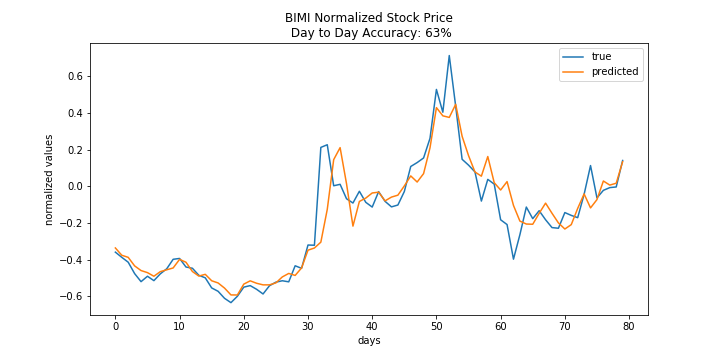 BIMI Normalized Stock Price
Day to Day Accuracy: 63%
true
predicted
normalized values
0.6
0.4
0.2
0.0
−0.2
−0.4
−0.6
0 10 20 30 40 50 60 70 80
days